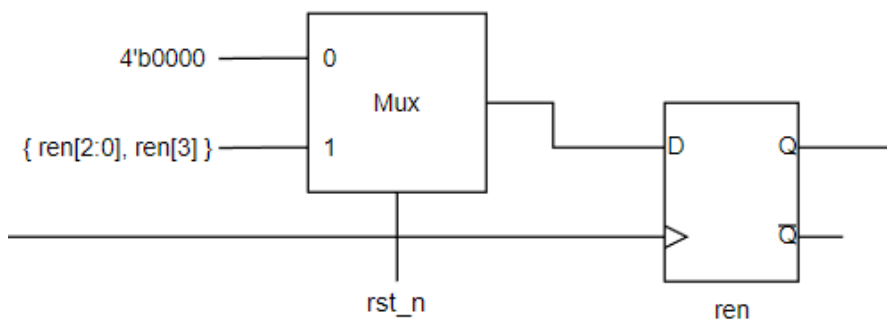 4'b0000
0
Mux
{ ren[2:0], ren[3] }
1
D
Q
Q̅
rst_n
ren